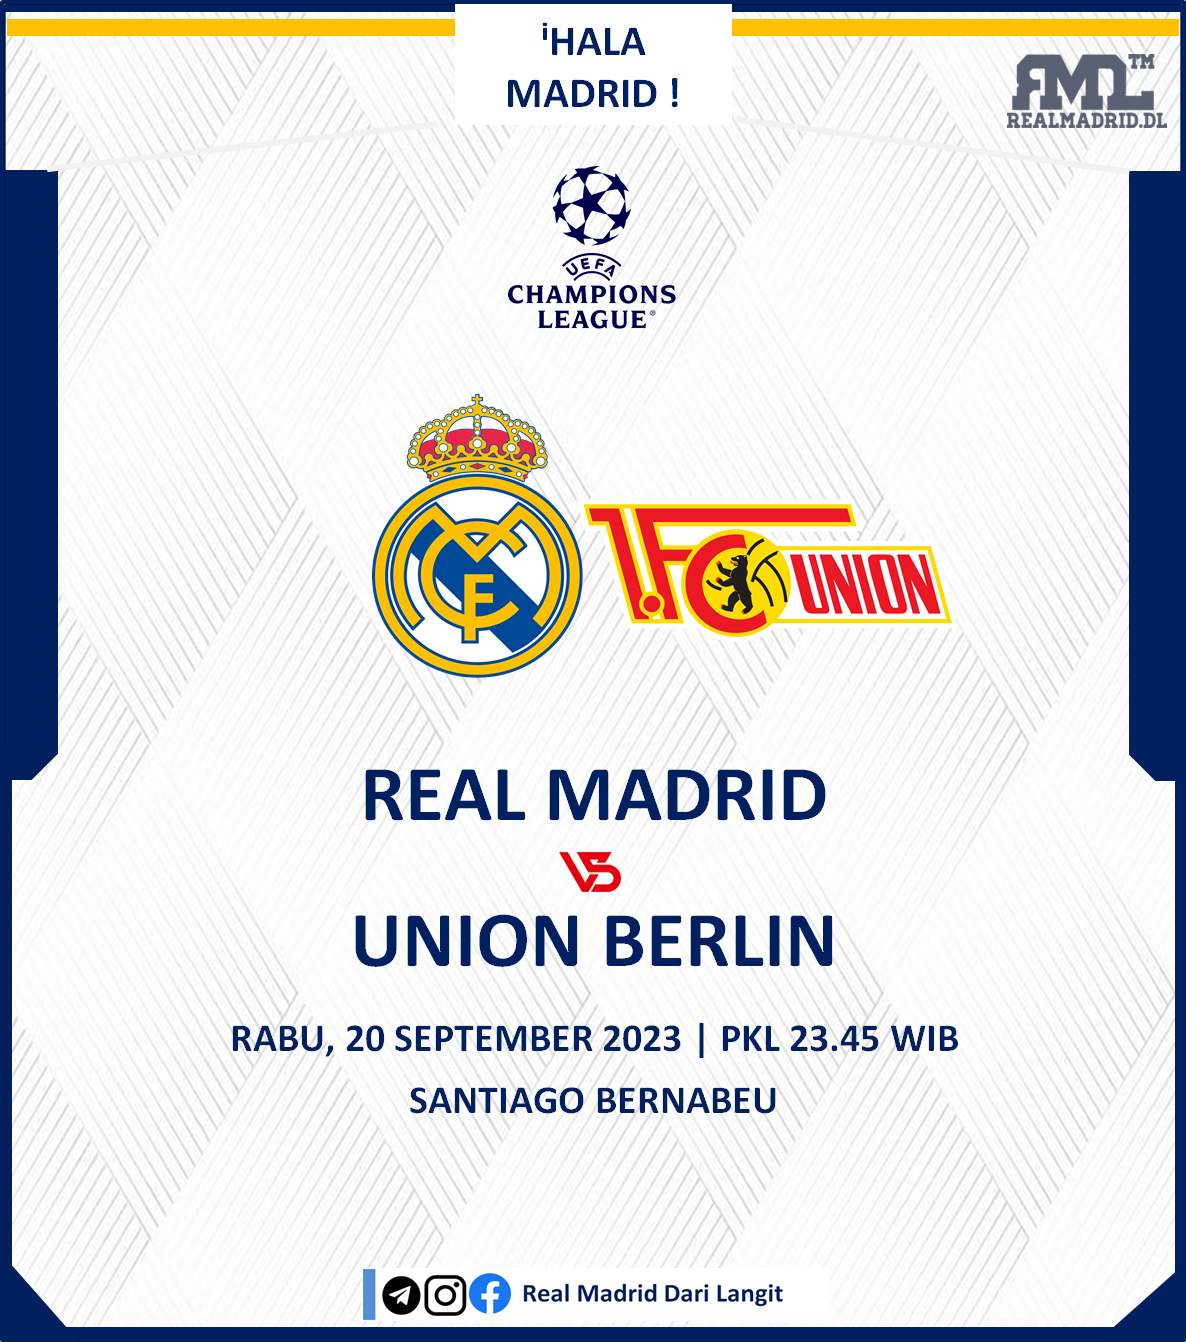 ¡HALA
MADRID !
RML™
REALMADRID.DL
UEFA
CHAMPIONS
LEAGUE®
1.FC UNION
REAL MADRID
VS
UNION BERLIN
RABU, 20 SEPTEMBER 2023 | PKL 23.45 WIB
SANTIAGO BERNABEU
Real Madrid Dari Langit